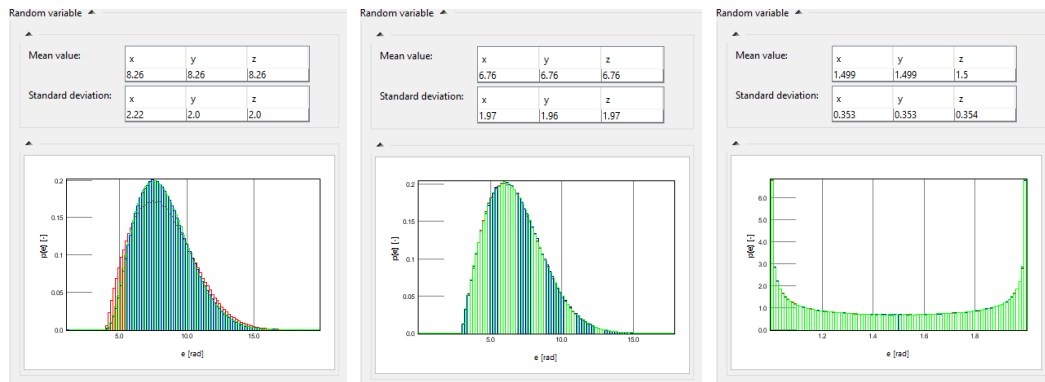 Random variable
Mean value:
x y z
8.26 8.26 8.26
Standard deviation:
x y z
2.22 2.0 2.0
0.2
0.15
0.1
0.05
0.0
p[e] [-]
5.0 10.0 15.0
e [rad]
Random variable
Mean value:
x y z
6.76 6.76 6.76
Standard deviation:
x y z
1.97 1.96 1.97
0.2
0.15
0.1
0.05
0.0
p[e] [-]
5.0 10.0 15.0
e [rad]
Random variable
Mean value:
x y z
1.499 1.499 1.5
Standard deviation:
x y z
0.353 0.353 0.354
6.0
5.0
4.0
3.0
2.0
1.0
0.0
p[e] [-]
1.2 1.4 1.6 1.8
e [rad]